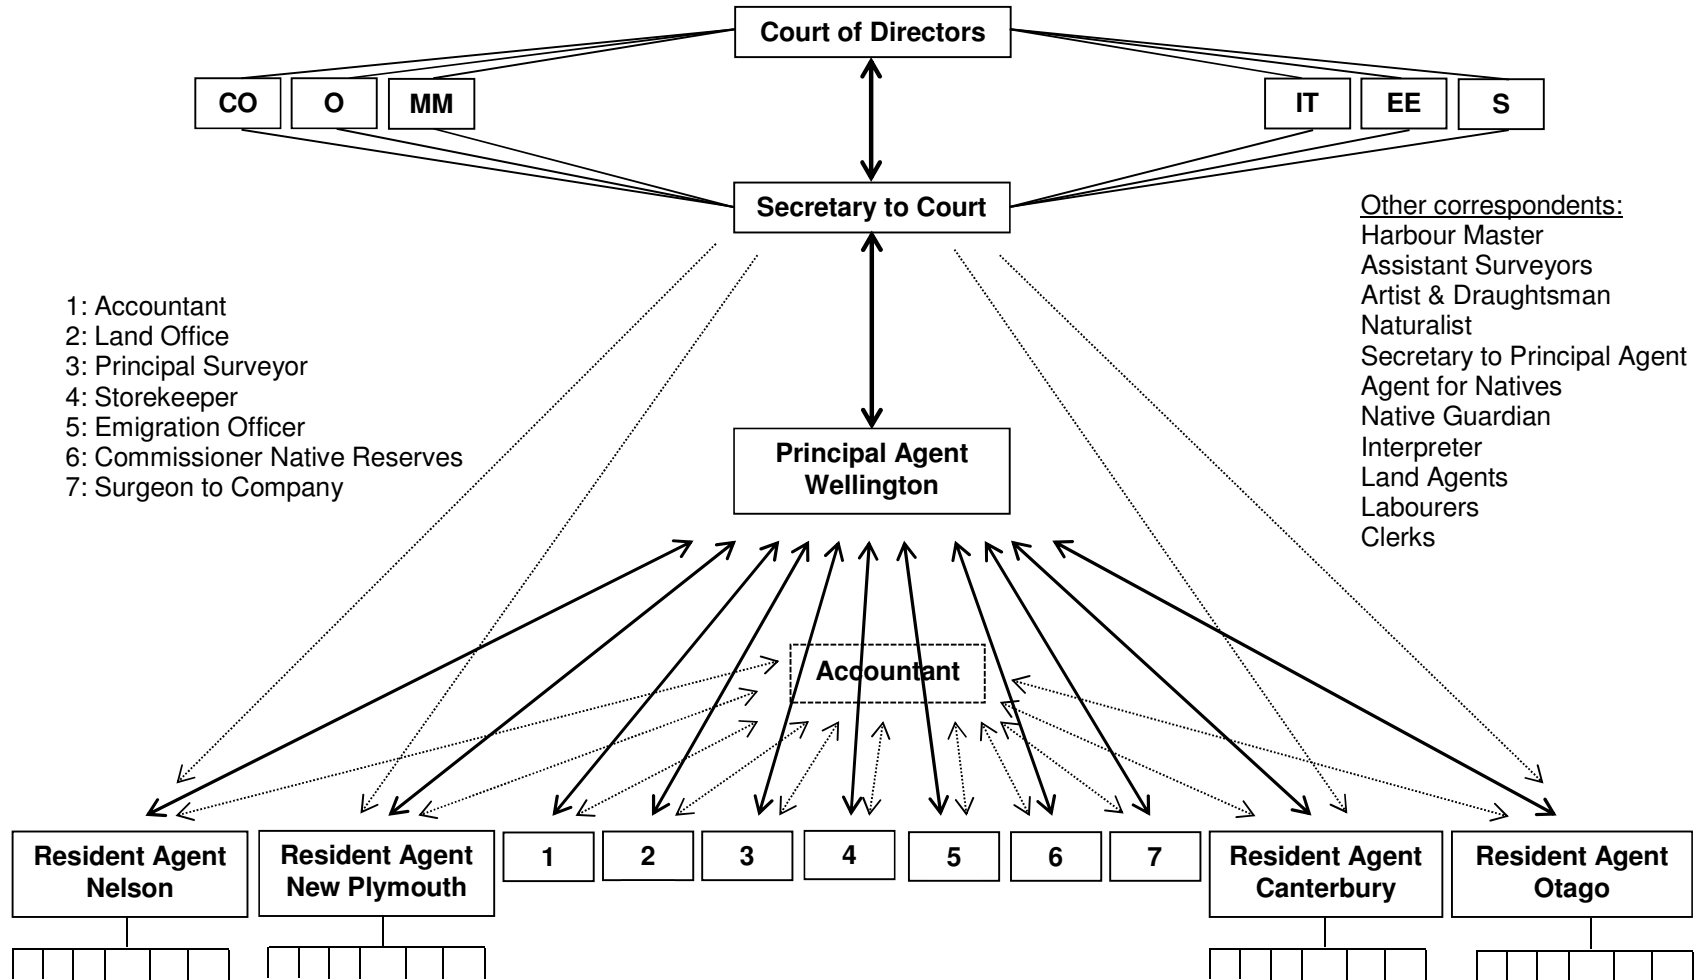 Court of Directors
CO
O
MM
IT
EE
S
Secretary to Court
Other correspondents:
Harbour Master
Assistant Surveyors
Artist & Draughtsman
Naturalist
Secretary to Principal Agent
Agent for Natives
Native Guardian
Interpreter
Land Agents
Labourers
Clerks
1: Accountant
2: Land Office
3: Principal Surveyor
4: Storekeeper
5: Emigration Officer
6: Commissioner Native Reserves
7: Surgeon to Company
Principal Agent
Wellington
Accountant
Resident Agent
Nelson
Resident Agent
New Plymouth
1
2
3
4
5
6
7
Resident Agent
Canterbury
Resident Agent
Otago